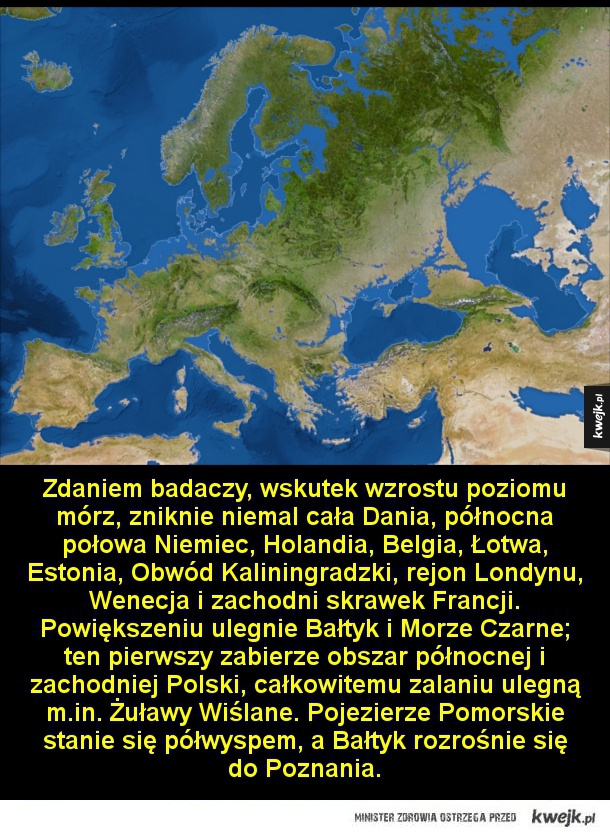 kwejk.pl
Zdaniem badaczy, wskutek wzrostu poziomu
mórz, zniknie niemal cała Dania, północna
połowa Niemiec, Holandia, Belgia, Łotwa,
Estonia, Obwód Kaliningradzki, rejon Londynu,
Wenecja i zachodni skrawek Francji.
Powiększeniu ulegnie Bałtyk i Morze Czarne;
ten pierwszy zabierze obszar północnej i
zachodniej Polski, całkowitemu zalaniu ulegną
m.in. Żuławy Wiślane. Pojezierze Pomorskie
stanie się półwyspem, a Bałtyk rozrośnie się
do Poznania.
MINISTER ZDROWIA OSTRZEGA PRZED kwejk.pl